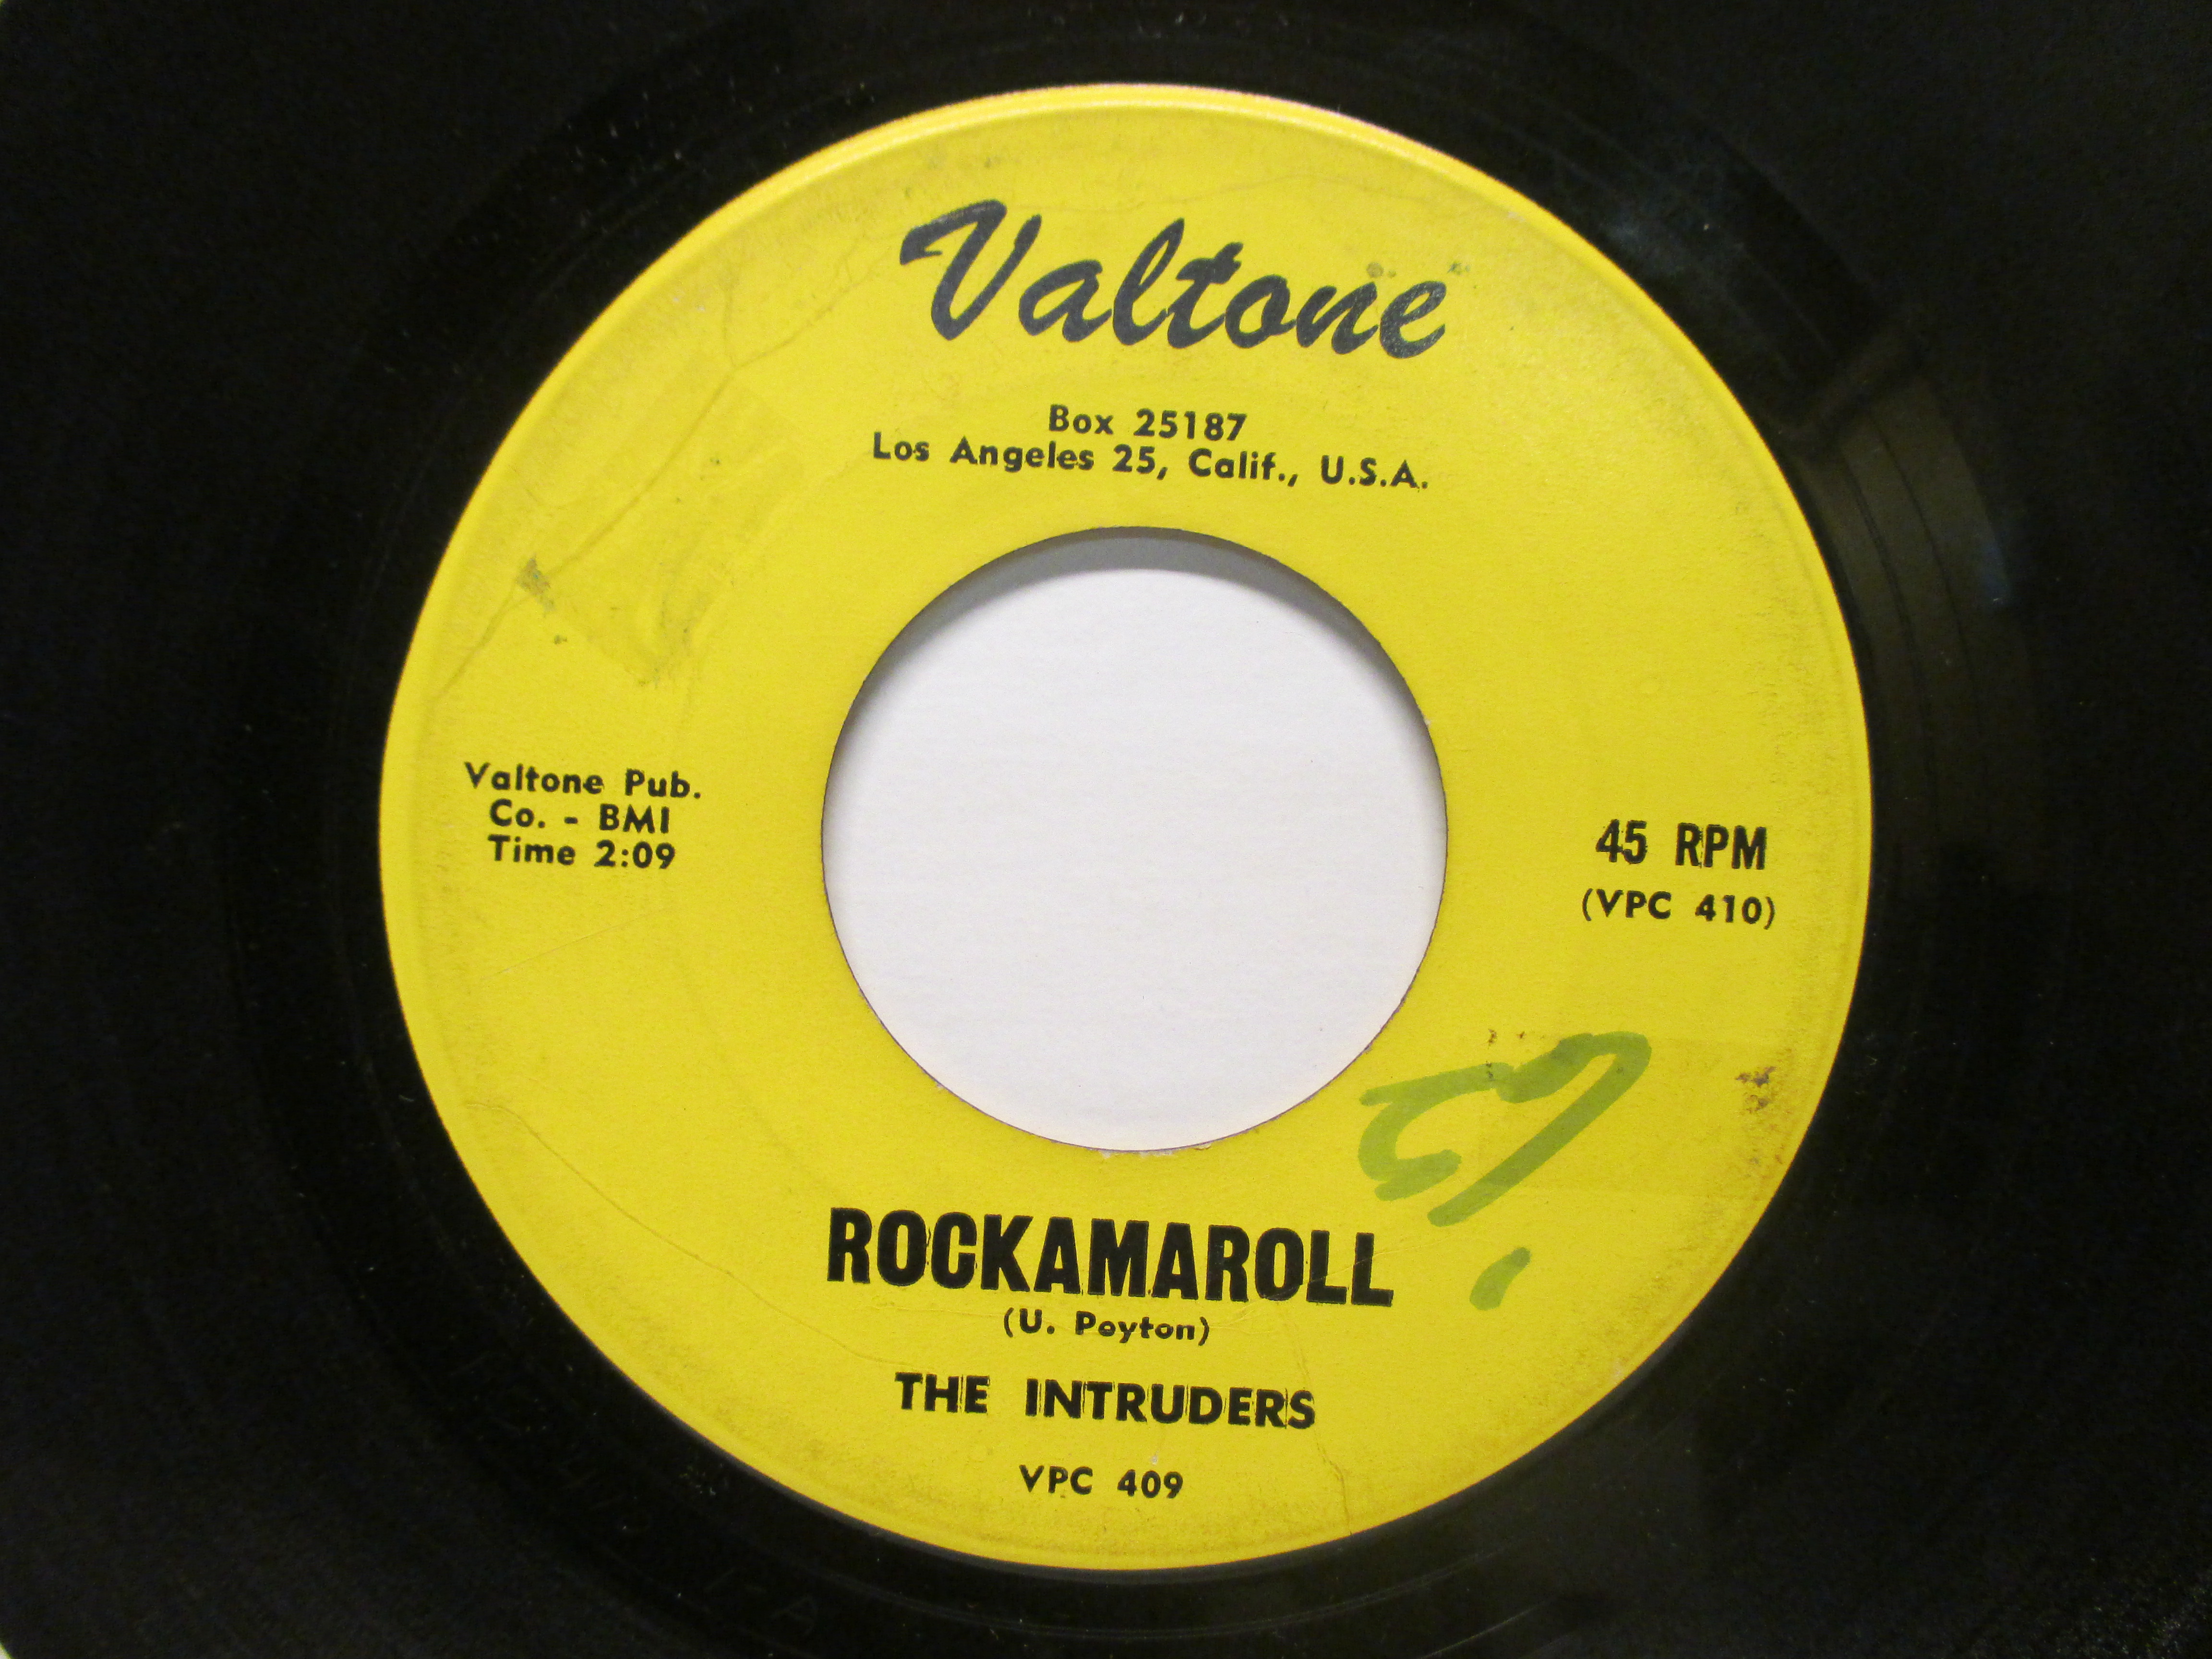 Valtone
Box 25187
Los Angeles 25, Calif., U.S.A.
Valtone Pub.
Co. - BMI
Time 2:09
45 RPM
(VPC 410)
ROCKAMAROLL
(U. Peyton)
THE INTRUDERS
VPC 409